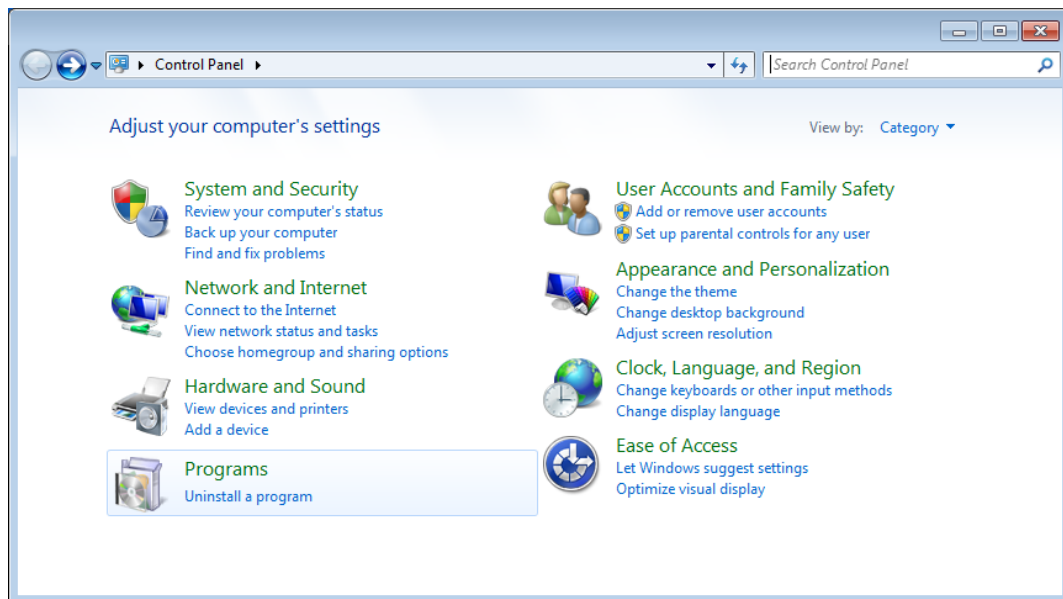 Control Panel
Search Control Panel
Adjust your computer's settings
View by: Category
System and Security
Review your computer's status
Back up your computer
Find and fix problems
Network and Internet
Connect to the Internet
View network status and tasks
Choose homegroup and sharing options
Hardware and Sound
View devices and printers
Add a device
Programs
Uninstall a program
User Accounts and Family Safety
Add or remove user accounts
Set up parental controls for any user
Appearance and Personalization
Change the theme
Change desktop background
Adjust screen resolution
Clock, Language, and Region
Change keyboards or other input methods
Change display language
Ease of Access
Let Windows suggest settings
Optimize visual display